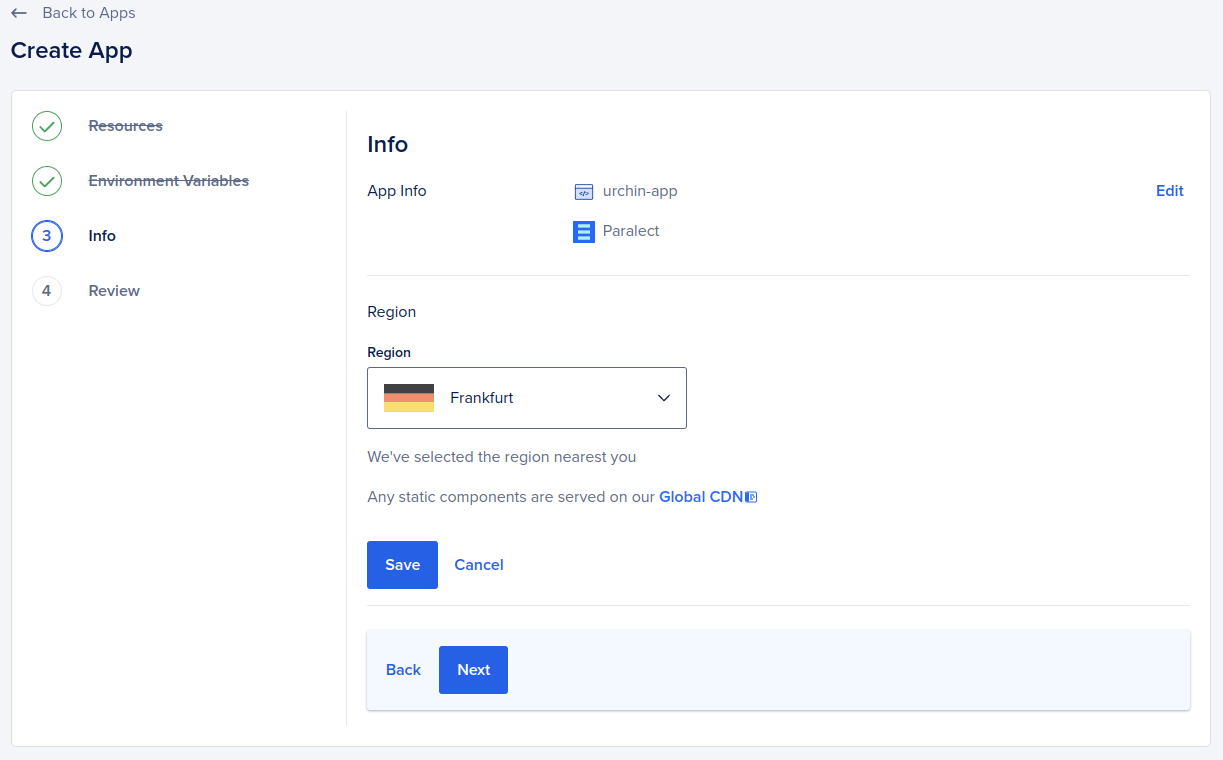 Back to Apps
Create App
Resources
Environment Variables
3 Info
4 Review
Info
App Info
urchin-app
Edit
Paralect
Region
Region
Frankfurt
We've selected the region nearest you
Any static components are served on our Global CDN
Save Cancel
Back Next